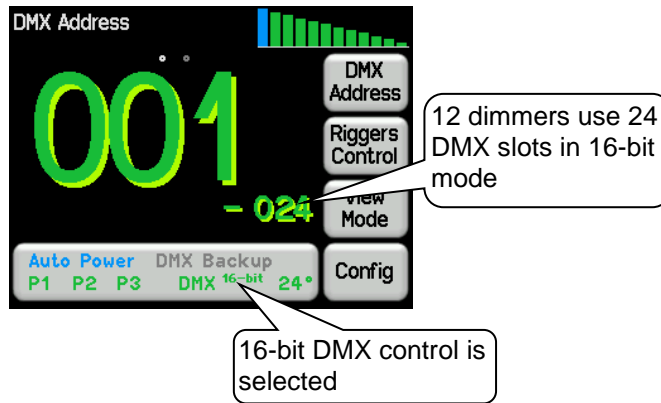 DMX Address
DMX
Address
001
Riggers
Control
12 dimmers use 24
DMX slots in 16-bit
mode
- 024
View
Mode
Auto Power DMX Backup
P1 P2 P3 DMX 16-bit 24°
Config
16-bit DMX control is
selected